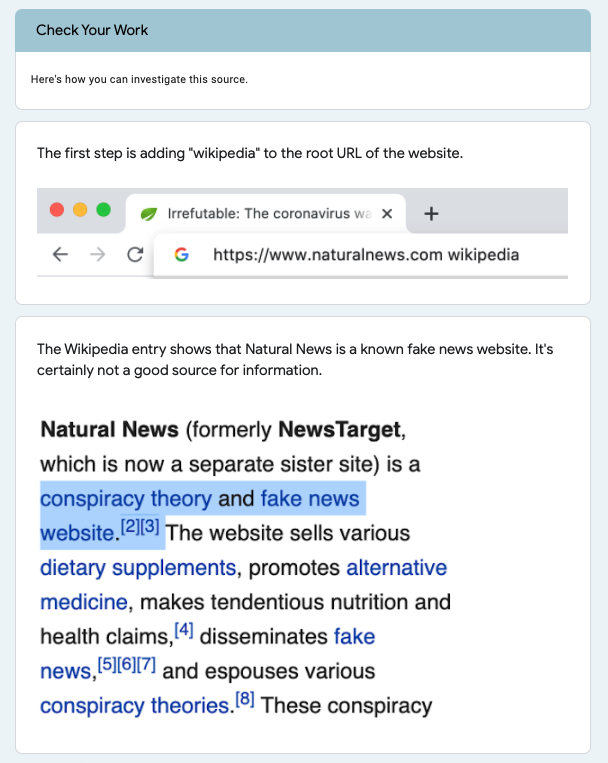 Check Your Work
Here's how you can investigate this source.
The first step is adding "wikipedia" to the root URL of the website.
Irrefutable: The coronavirus wa
https://www.naturalnews.com wikipedia
The Wikipedia entry shows that Natural News is a known fake news website. It's
certainly not a good source for information.
Natural News (formerly NewsTarget,
which is now a separate sister site) is a
conspiracy theory and fake news
website.[2][3] The website sells various
dietary supplements, promotes alternative
medicine, makes tendentious nutrition and
health claims,[4] disseminates fake
news,[5][6][7] and espouses various
conspiracy theories.[8] These conspiracy